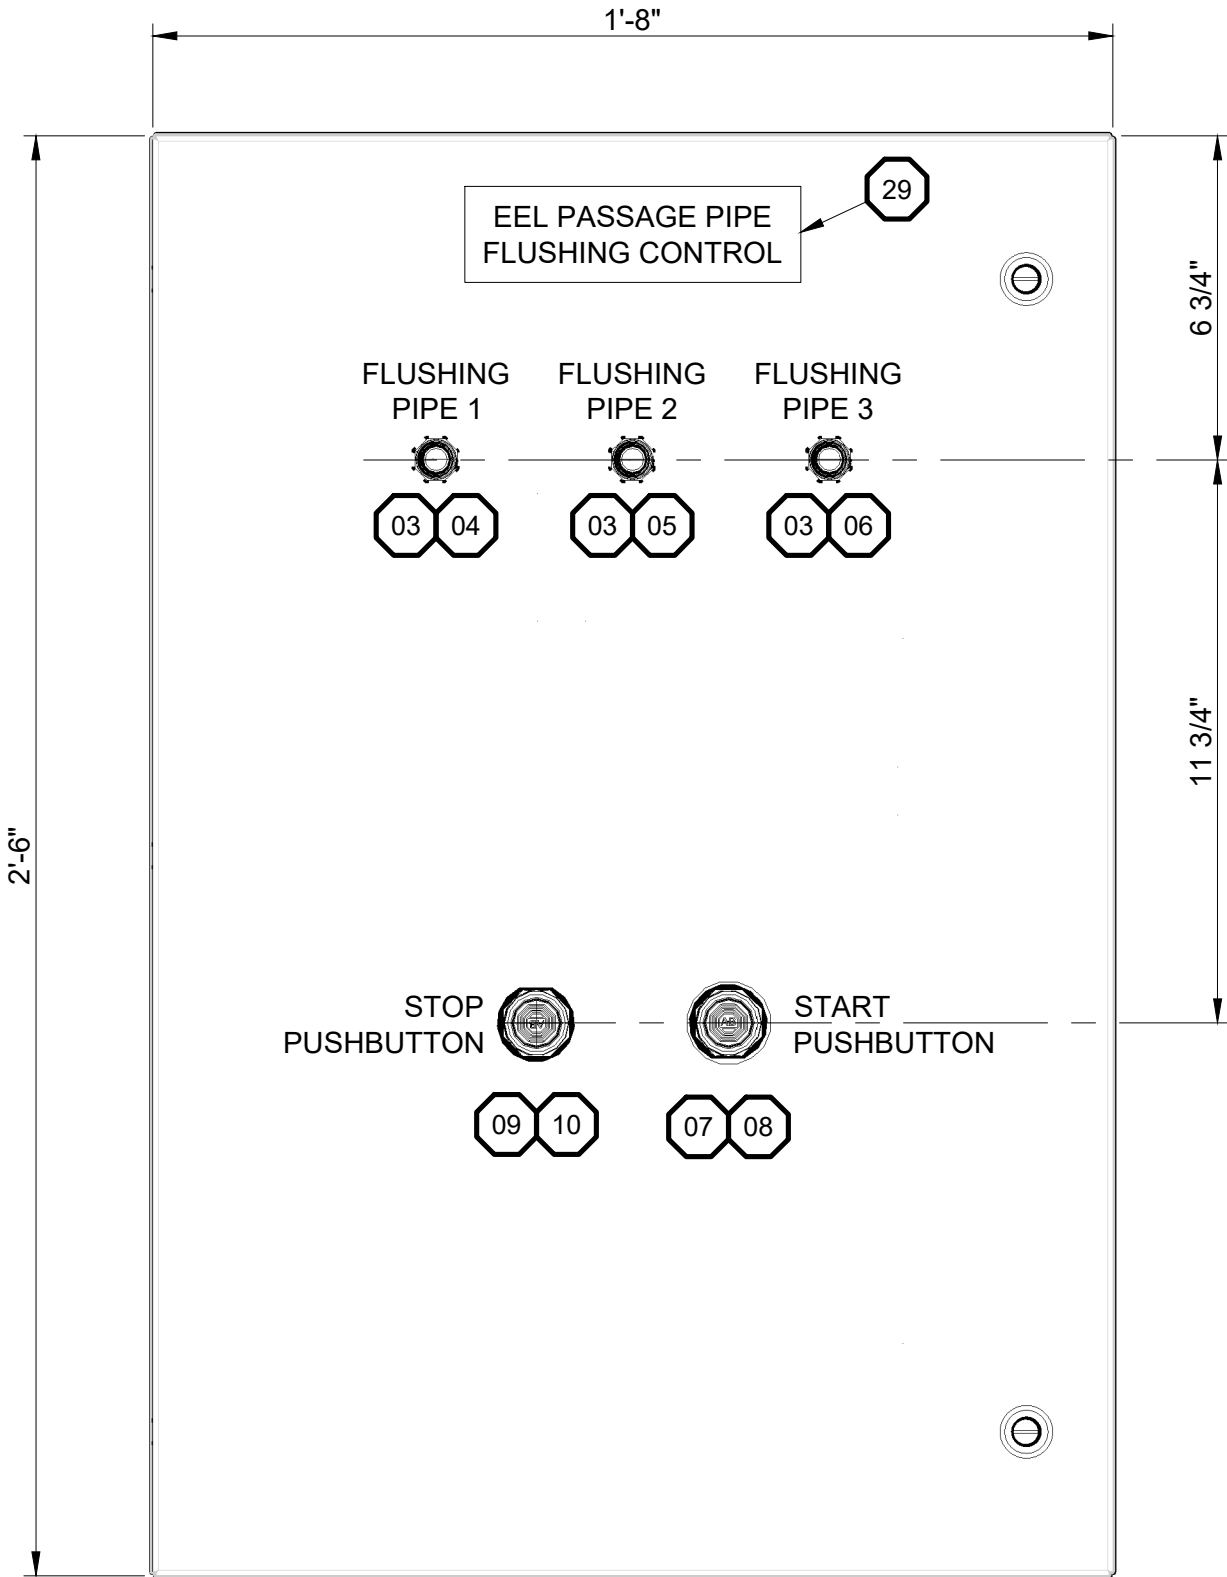 1'-8"
29
EEL PASSAGE PIPE
FLUSHING CONTROL
6 3/4"
FLUSHING
PIPE 1
FLUSHING
PIPE 2
FLUSHING
PIPE 3
03 04
03 05
03 06
11 3/4"
2'-6"
STOP
PUSHBUTTON
START
PUSHBUTTON
09 10
07 08